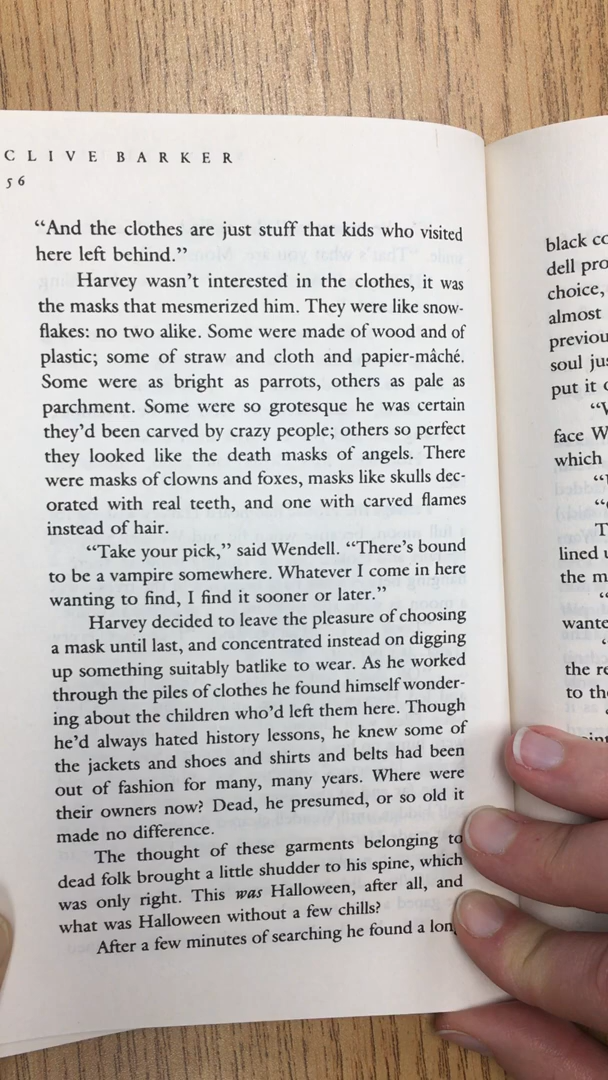 CLIVE BARKER
56
“And the clothes are just stuff that kids who visited
here left behind.”
Harvey wasn’t interested in the clothes, it was
the masks that mesmerized him. They were like snow-
flakes: no two alike. Some were made of wood and of
plastic; some of straw and cloth and papier-mâché.
Some were as bright as parrots, others as pale as
parchment. Some were so grotesque he was certain
they’d been carved by crazy people; others so perfect
they looked like the death masks of angels. There
were masks of clowns and foxes, masks like skulls dec-
orated with real teeth, and one with carved flames
instead of hair.
“Take your pick,” said Wendell. “There’s bound
to be a vampire somewhere. Whatever I come in here
wanting to find, I find it sooner or later.”
Harvey decided to leave the pleasure of choosing
a mask until last, and concentrated instead on digging
up something suitably batlike to wear. As he worked
through the piles of clothes he found himself wonder-
ing about the children who’d left them here. Though
he’d always hated history lessons, he knew some of
the jackets and shoes and shirts and belts had been
out of fashion for many, many years. Where were
their owners now? Dead, he presumed, or so old it
made no difference.
The thought of these garments belonging to
dead folk brought a little shudder to his spine, which
was only right. This was Halloween, after all, and
what was Halloween without a few chills?
After a few minutes of searching he found a
black
dell
choice,
almost
soul
put it
face
which
lined
the
the
to